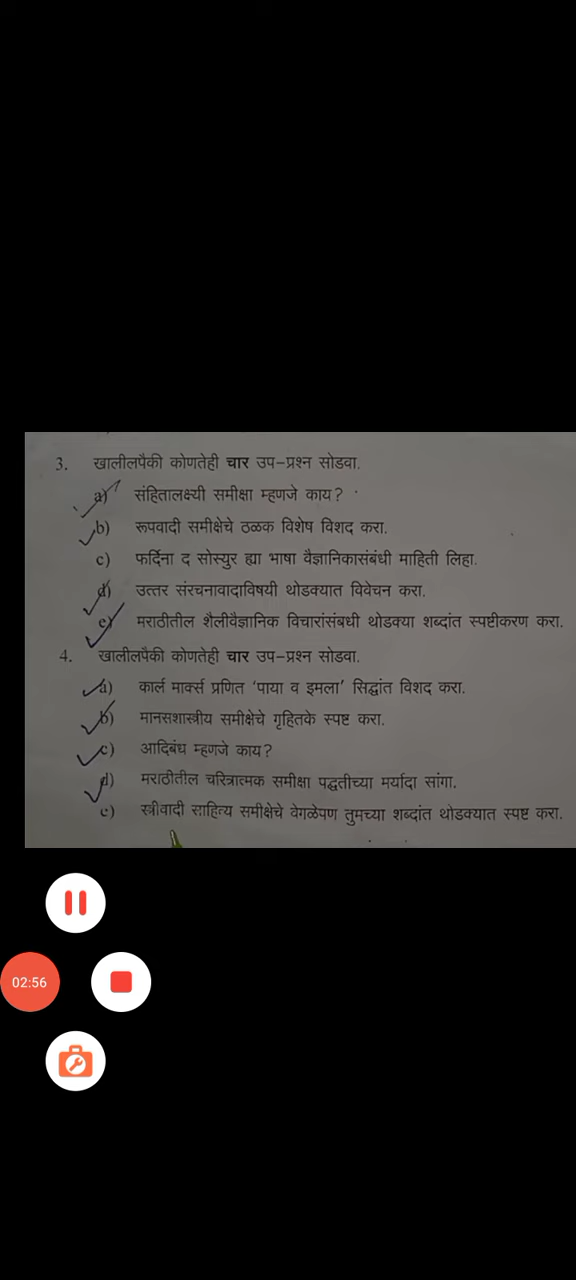 3. खालीलपैकी कोणतेही चार उप-प्रश्न सोडवा.
a) संहितालक्ष्यी समीक्षा म्हणजे काय?
b) रूपवादी समीक्षेचे ठळक विशेष विशद करा.
c) फर्दिना द सोस्युर ह्या भाषा वैज्ञानिकासंबंधी माहिती लिहा.
d) उत्तर संरचनावादाविषयी थोडक्यात विवेचन करा.
e) मराठीतील शैलीवैज्ञानिक विचारांसंबधी थोडक्या शब्दांत स्पष्टीकरण करा.
4. खालीलपैकी कोणतेही चार उप-प्रश्न सोडवा.
a) कार्ल मार्क्स प्रणित 'पाया व इमला' सिद्धांत विशद करा.
b) मानसशास्त्रीय समीक्षेचे गृहितके स्पष्ट करा.
c) आदिबंध म्हणजे काय?
d) मराठीतील चरित्रात्मक समीक्षा पद्धतीच्या मर्यादा सांगा.
e) स्त्रीवादी साहित्य समीक्षेचे वेगळेपण तुमच्या शब्दांत थोडक्यात स्पष्ट करा.
02:56